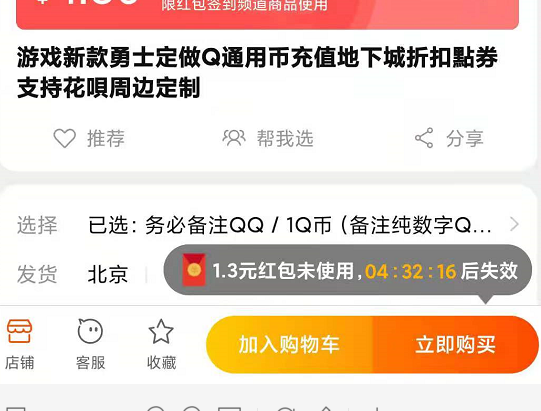 限红包签到频道商品使用
游戏新款勇士定做Q通用币充值地下城折扣點券
支持花呗周边定制
推荐
帮我选
分享
选择 已选：务必备注QQ / 1Q币（备注纯数字Q...
发货 北京
1.3元红包未使用，04:32:16后失效
店铺
客服
收藏
加入购物车
立即购买